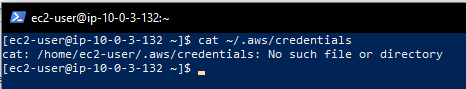 ec2-user@ip-10-0-3-132:~
[ec2-user@ip-10-0-3-132 ~]$ cat ~/.aws/credentials
cat: /home/ec2-user/.aws/credentials: No such file or directory
[ec2-user@ip-10-0-3-132 ~]$